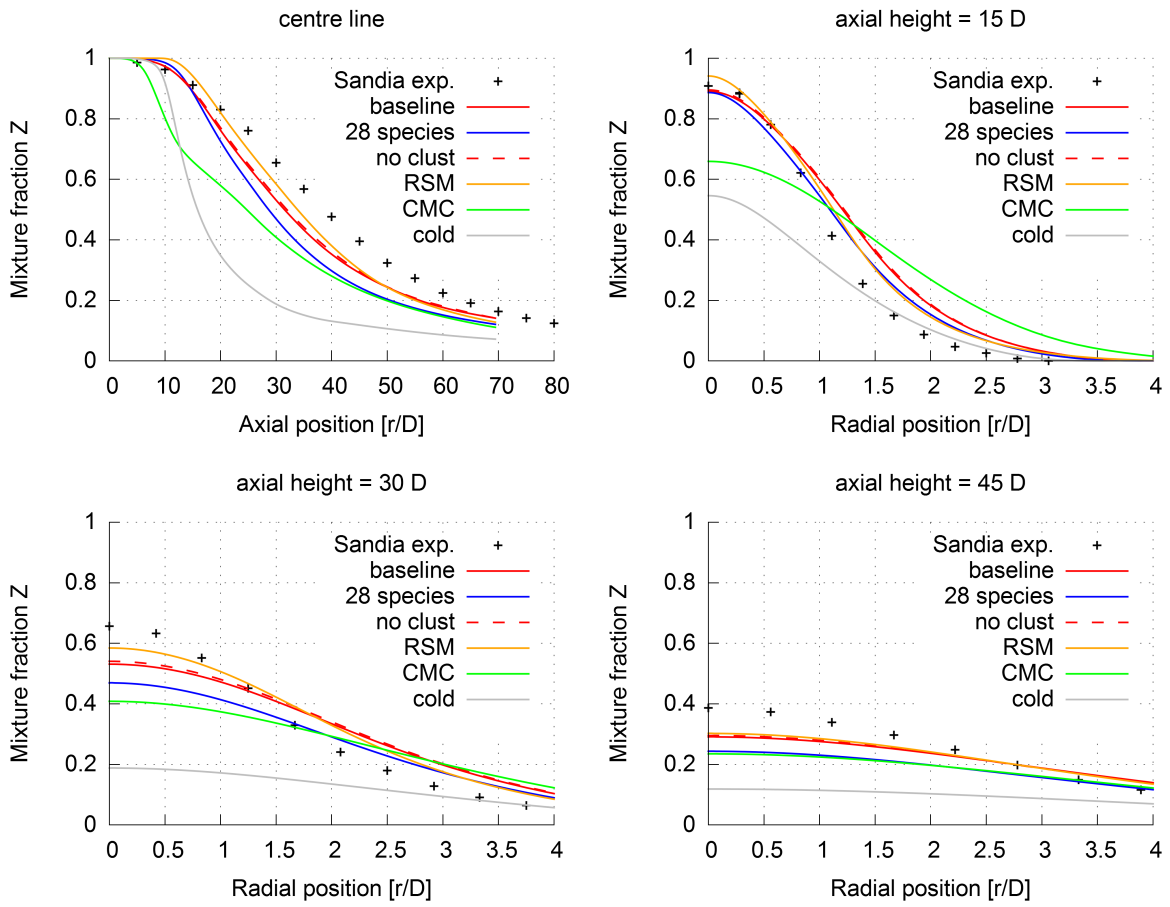 centre line
1
0.8
0.6
0.4
0.2
0
Mixture fraction Z
Sandia exp.
baseline
28 species
no clust
RSM
CMC
cold
0 10 20 30 40 50 60 70 80
Axial position [r/D]
axial height = 15 D
1
0.8
0.6
0.4
0.2
0
Mixture fraction Z
Sandia exp.
baseline
28 species
no clust
RSM
CMC
cold
0 0.5 1 1.5 2 2.5 3 3.5 4
Radial position [r/D]
axial height = 30 D
1
0.8
0.6
0.4
0.2
0
Mixture fraction Z
Sandia exp.
baseline
28 species
no clust
RSM
CMC
cold
0 0.5 1 1.5 2 2.5 3 3.5 4
Radial position [r/D]
axial height = 45 D
1
0.8
0.6
0.4
0.2
0
Mixture fraction Z
Sandia exp.
baseline
28 species
no clust
RSM
CMC
cold
0 0.5 1 1.5 2 2.5 3 3.5 4
Radial position [r/D]